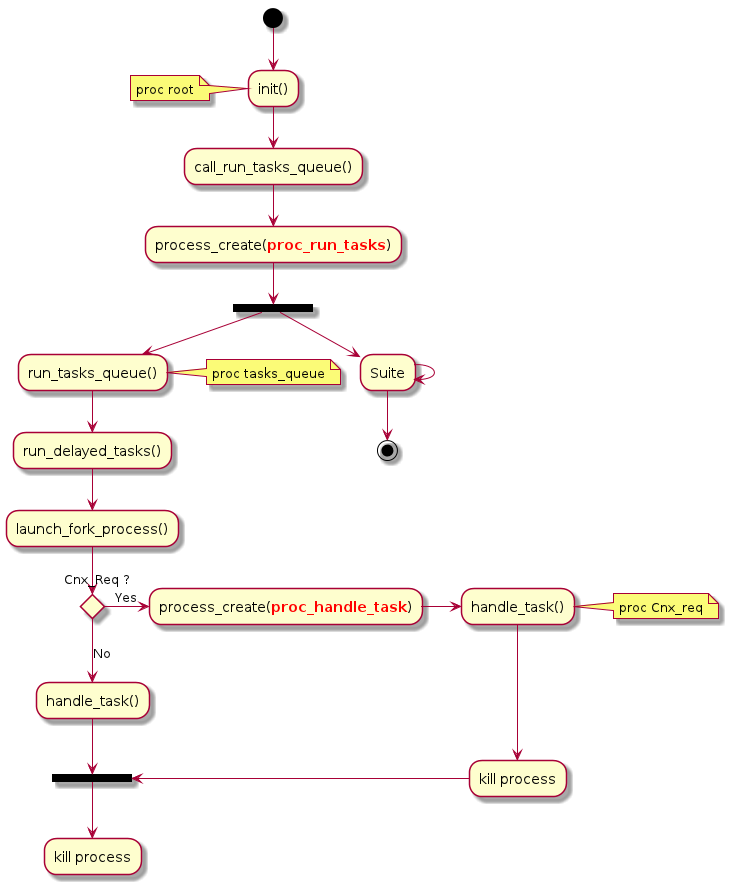 proc root
init()
call_run_tasks_queue()
process_create(proc_run_tasks)
run_tasks_queue()
proc tasks_queue
Suite
run_delayed_tasks()
launch_fork_process()
Cnx_Req ?
Yes
process_create(proc_handle_task)
handle_task()
proc Cnx_req
No
handle_task()
kill process
kill process